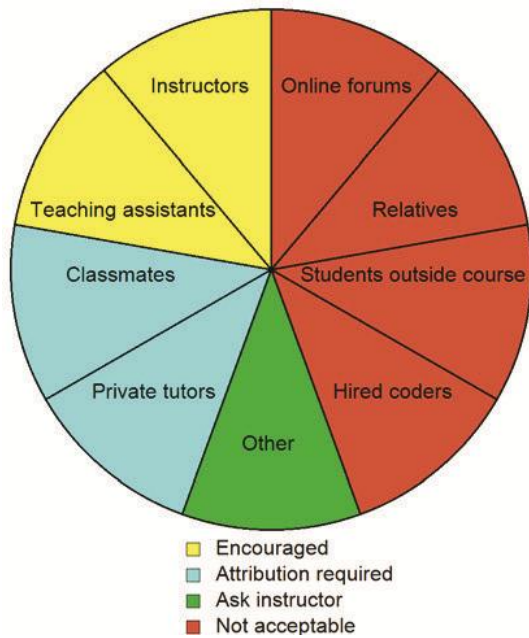 Instructors
Online forums
Teaching assistants
Relatives
Classmates
Students outside course
Private tutors
Hired coders
Other
Encouraged
Attribution required
Ask instructor
Not acceptable